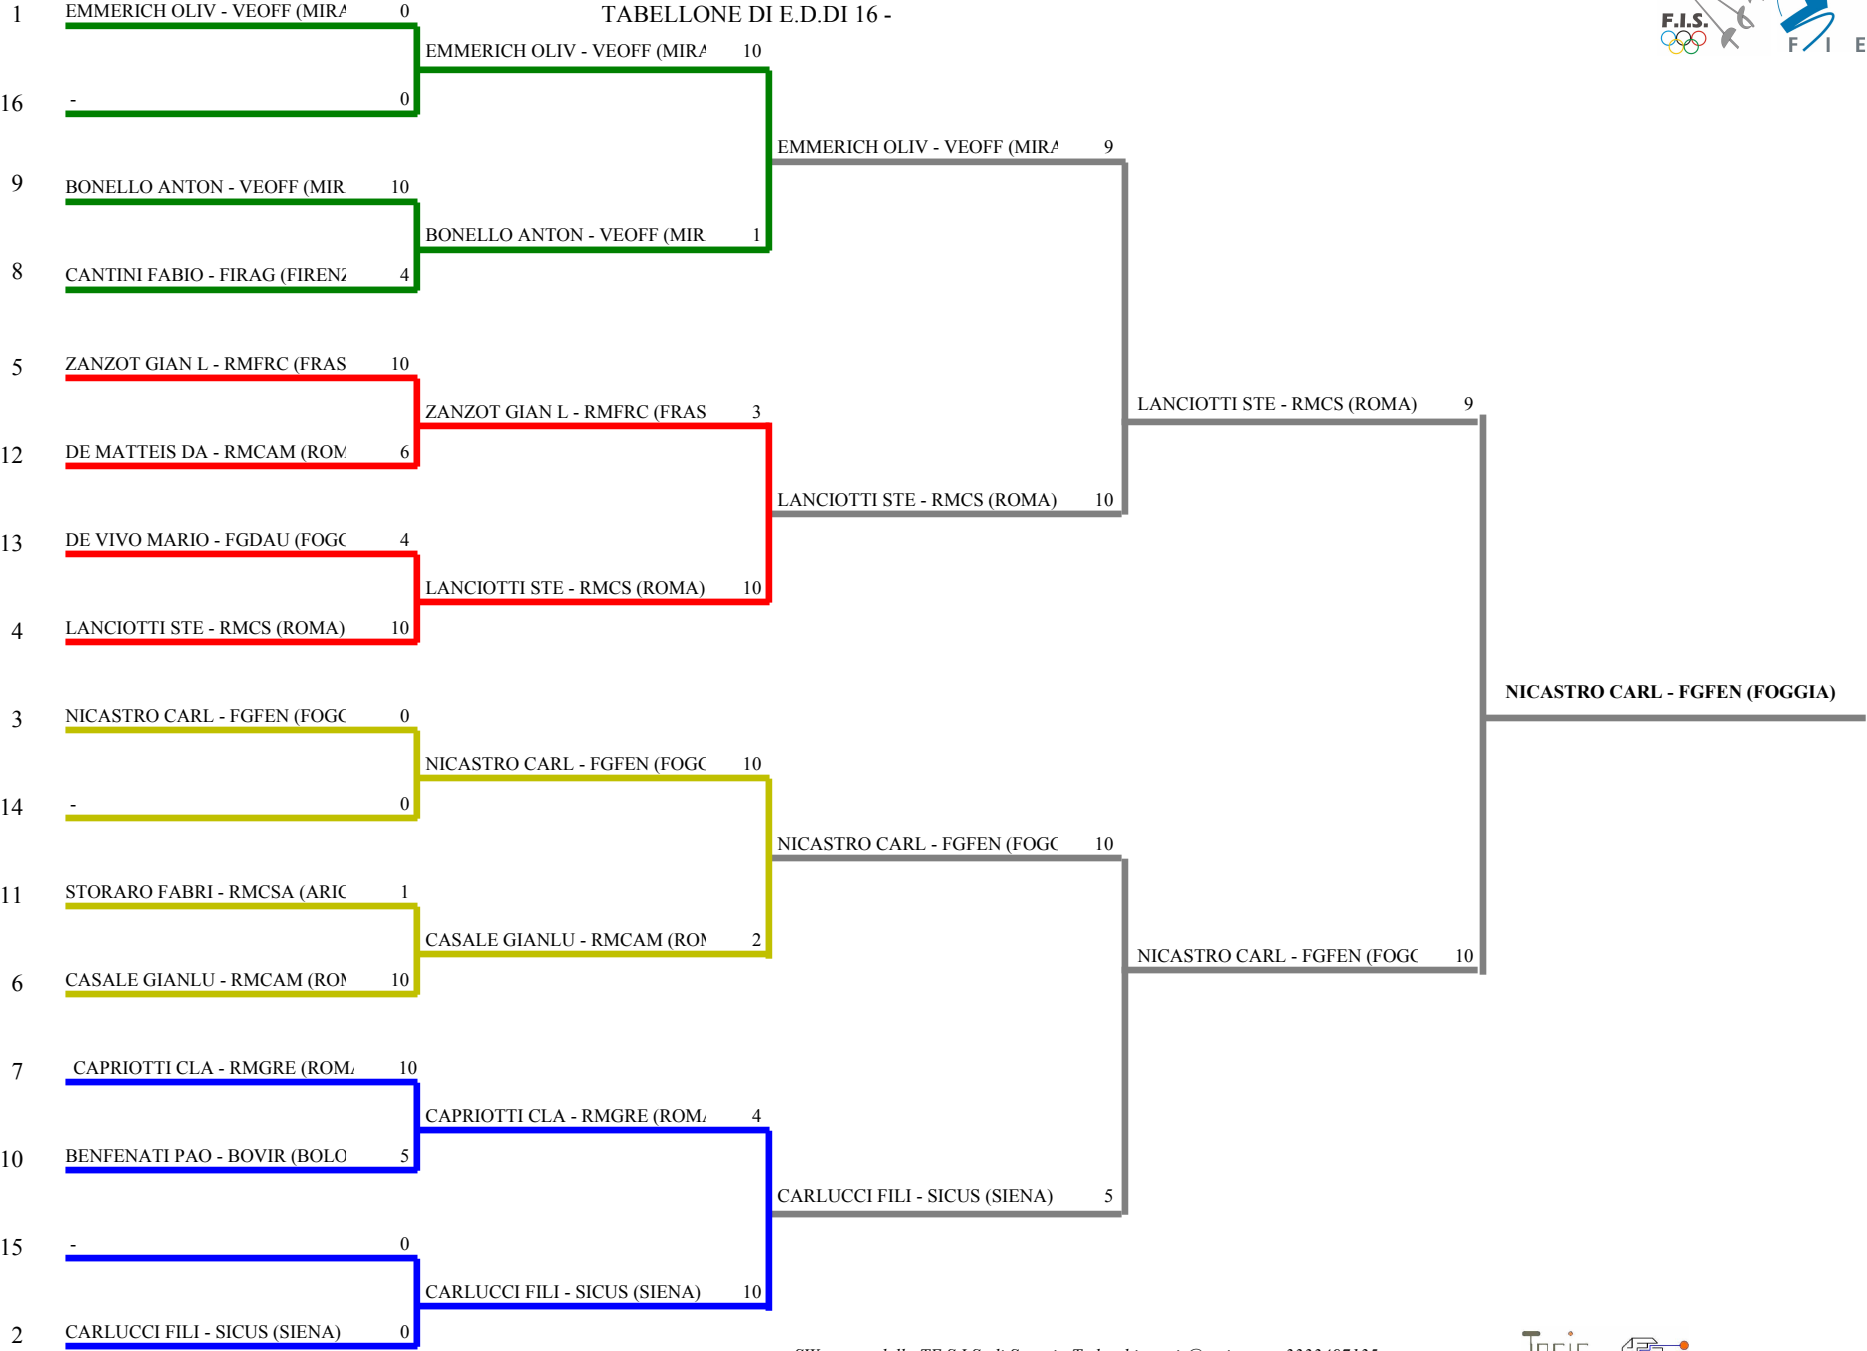 TABELLONE DI E.D.DI 16 -
F.I.S.
F I E
1 EMMERICH OLIV - VEOFF (MIRA 0
EMMERICH OLIV - VEOFF (MIRA 10
16 - 0
EMMERICH OLIV - VEOFF (MIRA 9
9 BONELLO ANTON - VEOFF (MIR 10
BONELLO ANTON - VEOFF (MIR 1
8 CANTINI FABIO - FIRAG (FIRENZ 4
5 ZANZOT GIAN L - RMFRC (FRAS 10
LANCIOTTI STE - RMCS (ROMA) 9
ZANZOT GIAN L - RMFRC (FRAS 3
12 DE MATTEIS DA - RMCAM (ROM 6
LANCIOTTI STE - RMCS (ROMA) 10
13 DE VIVO MARIO - FGDAU (FOGG 4
LANCIOTTI STE - RMCS (ROMA) 10
4 LANCIOTTI STE - RMCS (ROMA) 10
NICASTRO CARL - FGFEN (FOGGIA)
3 NICASTRO CARL - FGFEN (FOGG 0
NICASTRO CARL - FGFEN (FOGG 10
14 - 0
NICASTRO CARL - FGFEN (FOGG 10
11 STORARO FABRI - RMCSA (ARIC 1
CASALE GIANLU - RMCAM (ROM 2
NICASTRO CARL - FGFEN (FOGG 10
6 CASALE GIANLU - RMCAM (ROM 10
7 CAPRIOTTI CLA - RMGRE (ROMA 10
CAPRIOTTI CLA - RMGRE (ROMA 4
10 BENFENATI PAO - BOVIR (BOLO 5
CARLUCCI FILI - SICUS (SIENA) 5
15 - 0
CARLUCCI FILI - SICUS (SIENA) 10
2 CARLUCCI FILI - SICUS (SIENA) 0